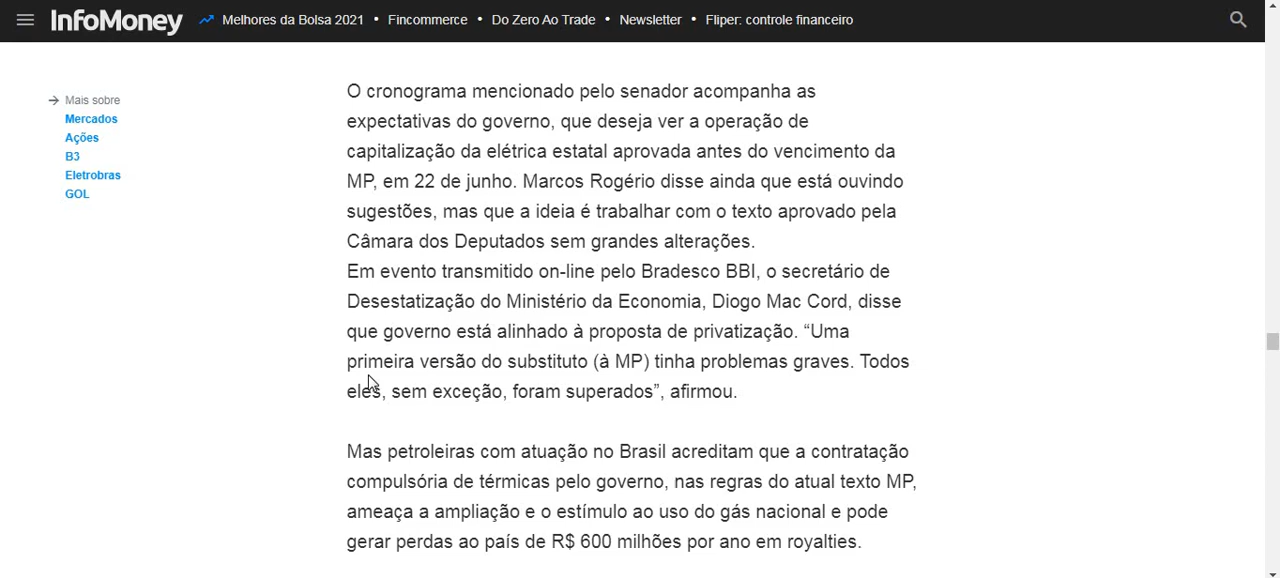 InfoMoney Melhores da Bolsa 2021 • Fincommerce • Do Zero Ao Trade • Newsletter • Fliper: controle financeiro
Mais sobre
Mercados
Ações
B3
Eletrobras
GOL
O cronograma mencionado pelo senador acompanha as
expectativas do governo, que deseja ver a operação de
capitalização da elétrica estatal aprovada antes do vencimento da
MP, em 22 de junho. Marcos Rogério disse ainda que está ouvindo
sugestões, mas que a ideia é trabalhar com o texto aprovado pela
Câmara dos Deputados sem grandes alterações.
Em evento transmitido on-line pelo Bradesco BBI, o secretário de
Desestatização do Ministério da Economia, Diogo Mac Cord, disse
que governo está alinhado à proposta de privatização. “Uma
primeira versão do substituto (à MP) tinha problemas graves. Todos
eles, sem exceção, foram superados”, afirmou.
Mas petroleiras com atuação no Brasil acreditam que a contratação
compulsória de térmicas pelo governo, nas regras do atual texto MP,
ameaça a ampliação e o estímulo ao uso do gás nacional e pode
gerar perdas ao país de R$ 600 milhões por ano em royalties.